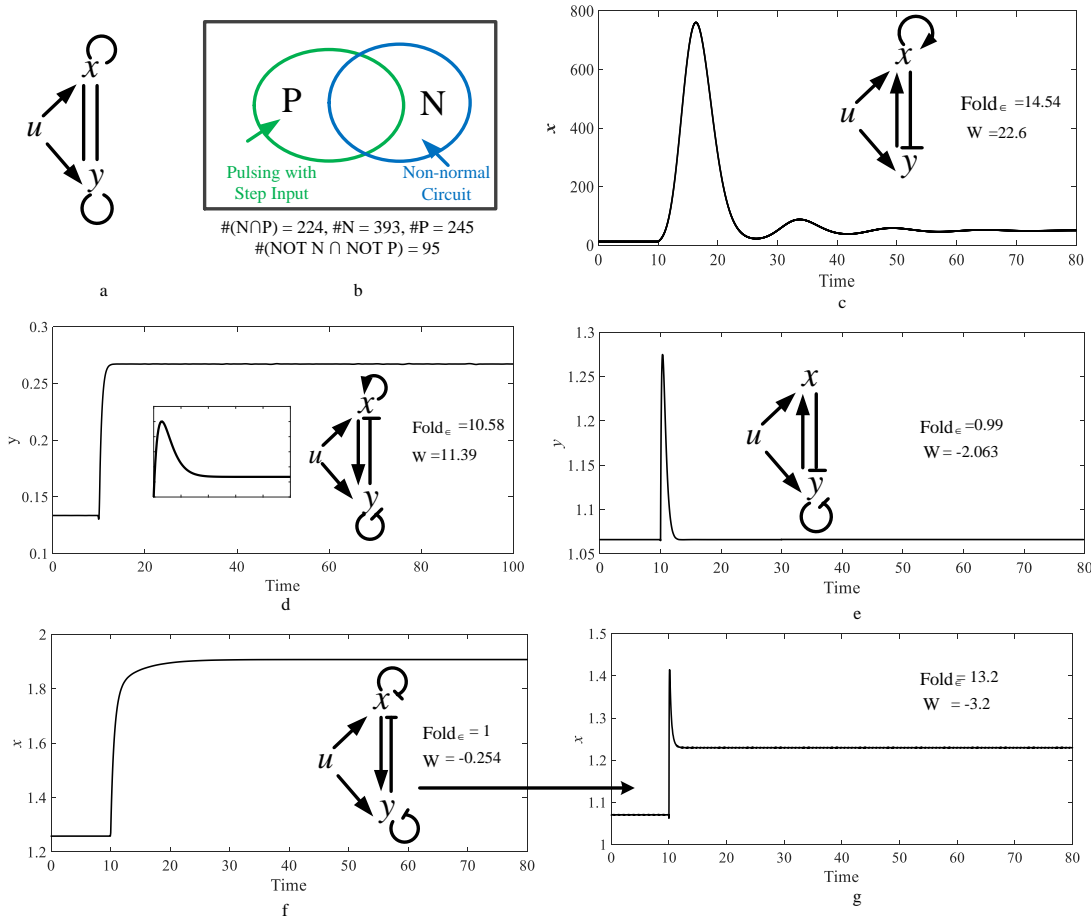 x
u
y
a
P
N
Pulsing with
Step Input
Non-normal
Circuit
#(N∩P) = 224, #N = 393, #P = 245
#(NOT N ∩ NOT P) = 95
b
800
600
400
200
0
x
0 10 20 30 40 50 60 70 80
Time
x
u
y
Fold∈ =14.54
W =22.6
c
0.3
0.25
0.2
0.15
0.1
y
0 20 40 60 80 100
Time
x
u
y
Fold∈ =10.58
W =11.39
d
1.3
1.25
1.2
1.15
1.1
1.05
y
0 10 20 30 40 50 60 70 80
Time
x
u
y
Fold∈ =0.99
W = -2.063
e
2
1.8
1.6
1.4
1.2
x
0 10 20 30 40 50 60 70 80
Time
x
u
y
Fold∈ = 1
W = -0.254
f
1.5
1.4
1.3
1.2
1.1
1
x
0 10 20 30 40 50 60 70 80
Time
Fold∈ = 13.2
W = -3.2
g